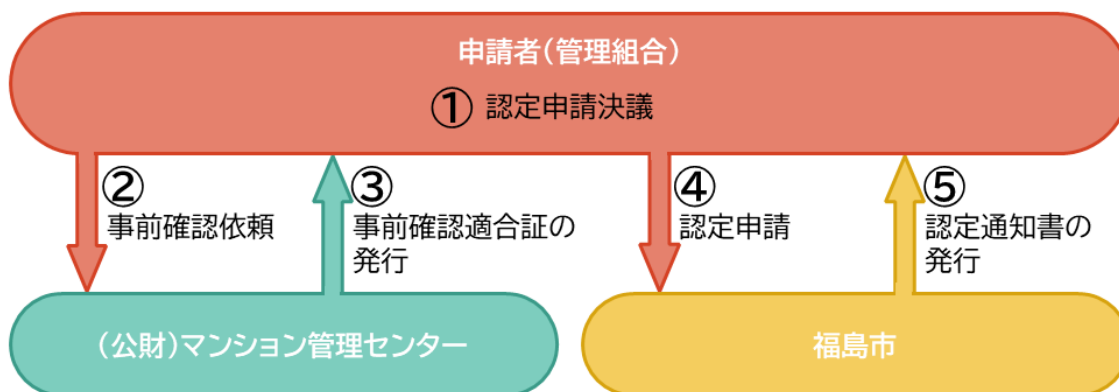 申請者(管理組合)
① 認定申請決議
②
事前確認依頼
③
事前確認適合証の
発行
④
認定申請
⑤
認定通知書の
発行
(公財)マンション管理センター
福島市